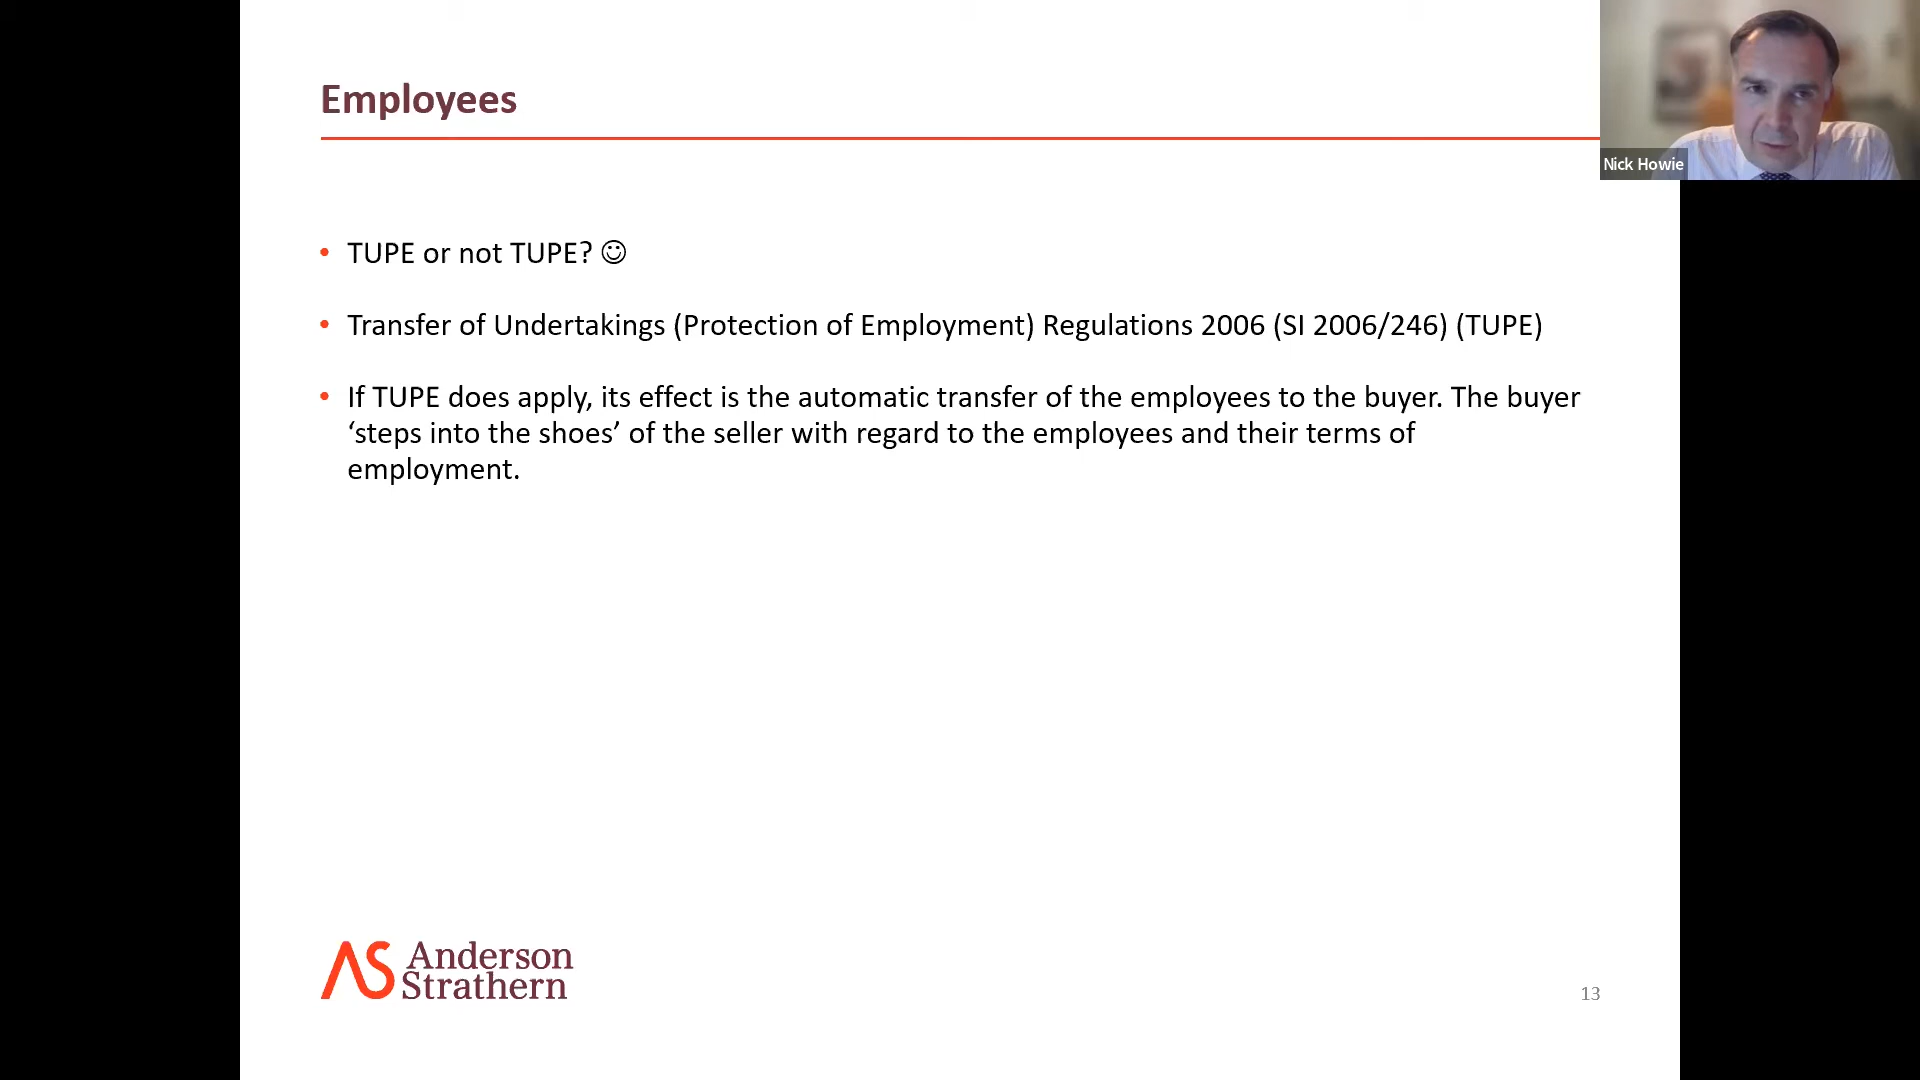 Employees
Nick Howie
• TUPE or not TUPE? ☺
• Transfer of Undertakings (Protection of Employment) Regulations 2006 (SI 2006/246) (TUPE)
• If TUPE does apply, its effect is the automatic transfer of the employees to the buyer. The buyer
‘steps into the shoes’ of the seller with regard to the employees and their terms of
employment.
AS Anderson
Strathern
13